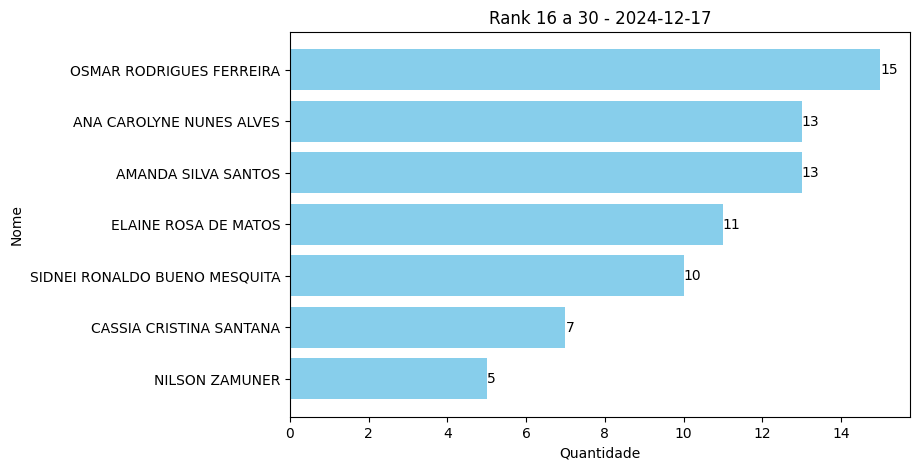 Rank 16 a 30 - 2024-12-17
Nome
OSMAR RODRIGUES FERREIRA 15
ANA CAROLYNE NUNES ALVES 13
AMANDA SILVA SANTOS 13
ELAINE ROSA DE MATOS 11
SIDNEI RONALDO BUENO MESQUITA 10
CASSIA CRISTINA SANTANA 7
NILSON ZAMUNER 5
0 2 4 6 8 10 12 14
Quantidade